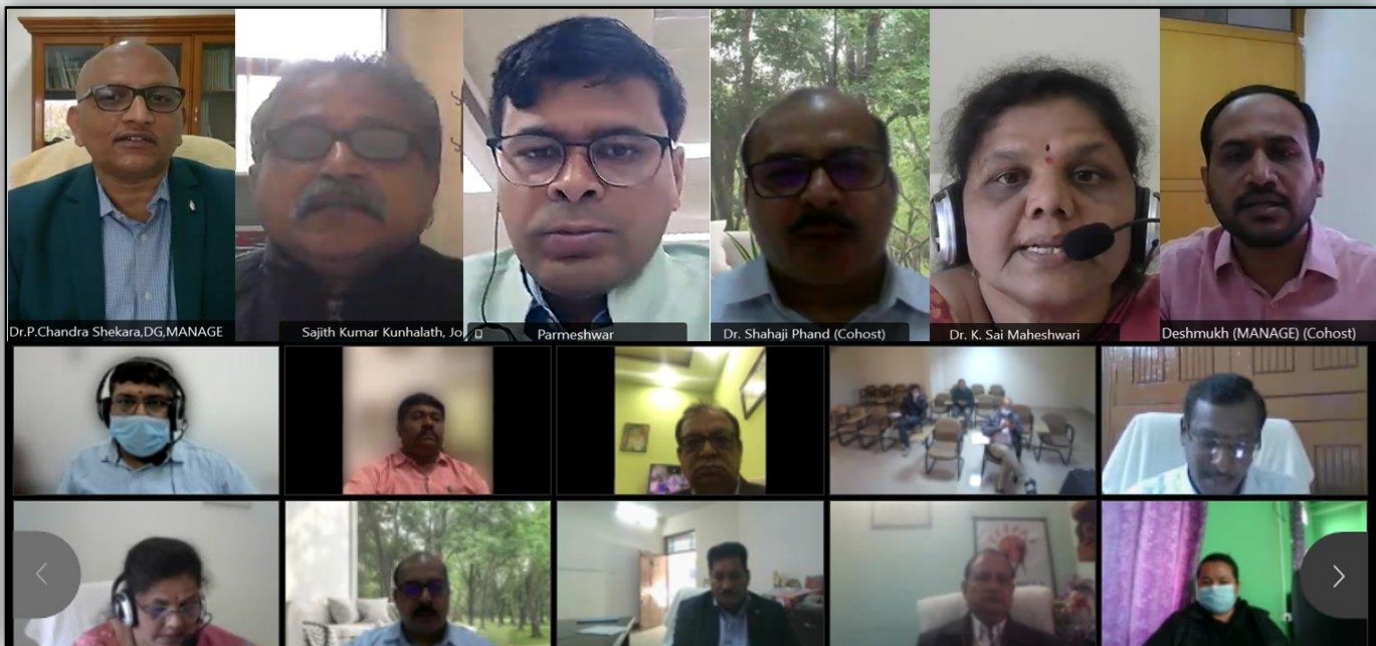 Dr.P.Chandra Shekara,DG,MANAGE
Sajith Kumar Kunhalath, Jo
Parmeshwar
Dr. Shahaji Phand (Cohost)
Dr. K. Sai Maheshwari
Deshmukh (MANAGE) (Cohost)